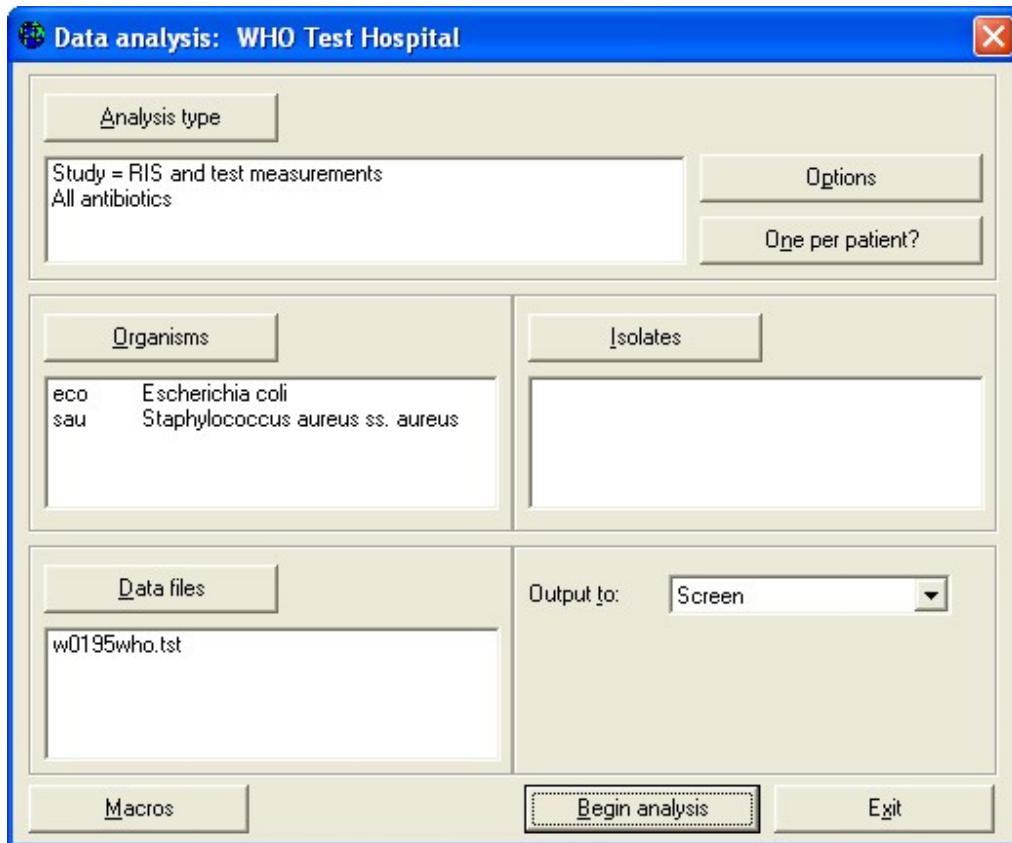 Data analysis: WHO Test Hospital
Analysis type
Study = RIS and test measurements
All antibiotics
Options
One per patient?
Organisms
eco Escherichia coli
sau Staphylococcus aureus ss. aureus
Isolates
Data files
w0195who.tst
Output to: Screen
Macros
Begin analysis
Exit